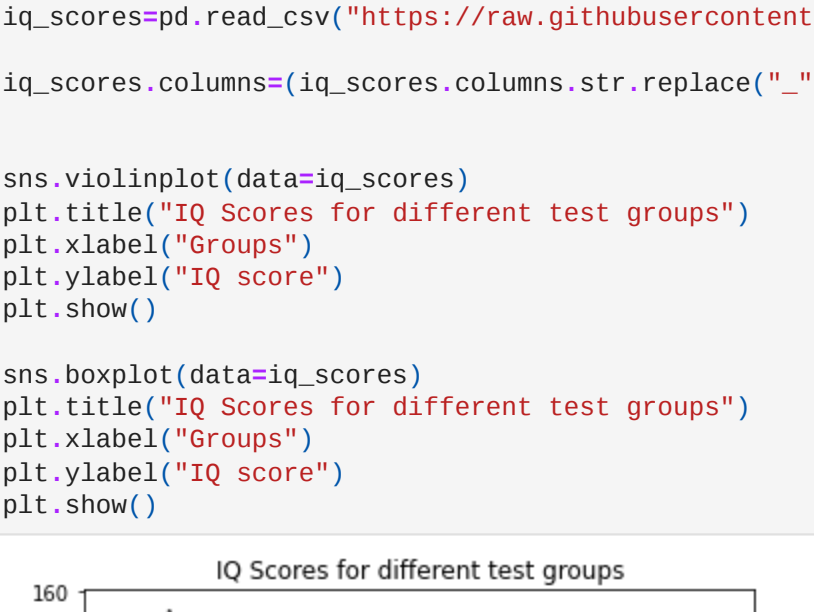 iq_scores=pd.read_csv("https://raw.githubusercontent
iq_scores.columns=(iq_scores.columns.str.replace("_"
sns.violinplot(data=iq_scores)
plt.title("IQ Scores for different test groups")
plt.xlabel("Groups")
plt.ylabel("IQ score")
plt.show()
sns.boxplot(data=iq_scores)
plt.title("IQ Scores for different test groups")
plt.xlabel("Groups")
plt.ylabel("IQ score")
plt.show()
IQ Scores for different test groups
160